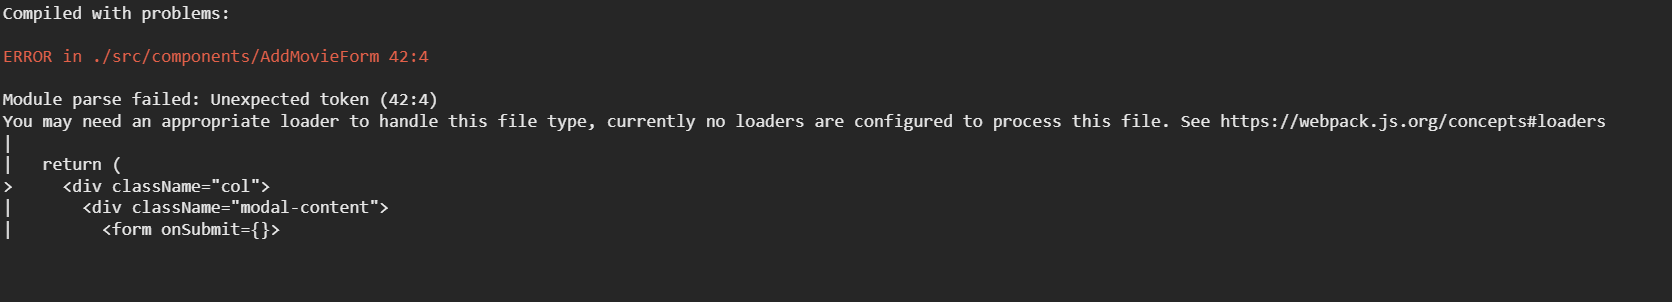 Compiled with problems:
ERROR in ./src/components/AddMovieForm 42:4
Module parse failed: Unexpected token (42:4)
You may need an appropriate loader to handle this file type, currently no loaders are configured to process this file. See https://webpack.js.org/concepts#loaders
|
|   return (
>     <div className="col">
|       <div className="modal-content">
|         <form onSubmit={}>